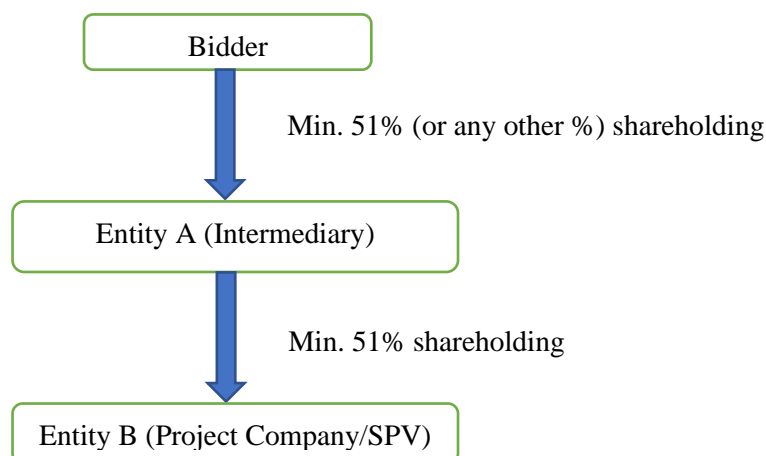 Bidder
Min. 51% (or any other %) shareholding
Entity A (Intermediary)
Min. 51% shareholding
Entity B (Project Company/SPV)